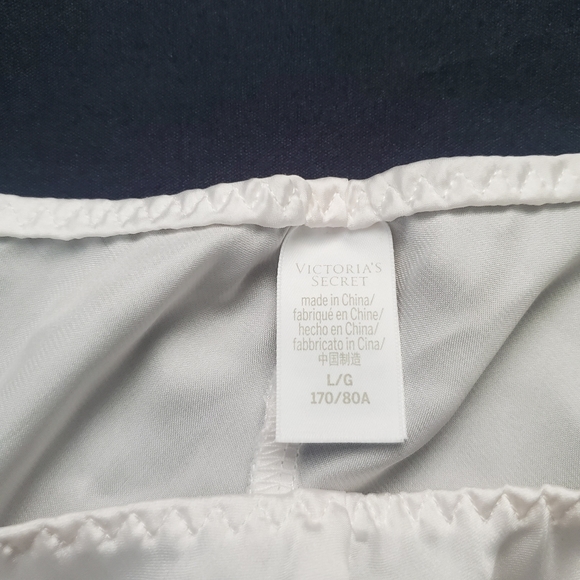 VICTORIA'S
SECRET
made in China/
fabriqué en Chine/
hecho en China/
fabbricato in Cina/
中国制造
L/G
170/80A